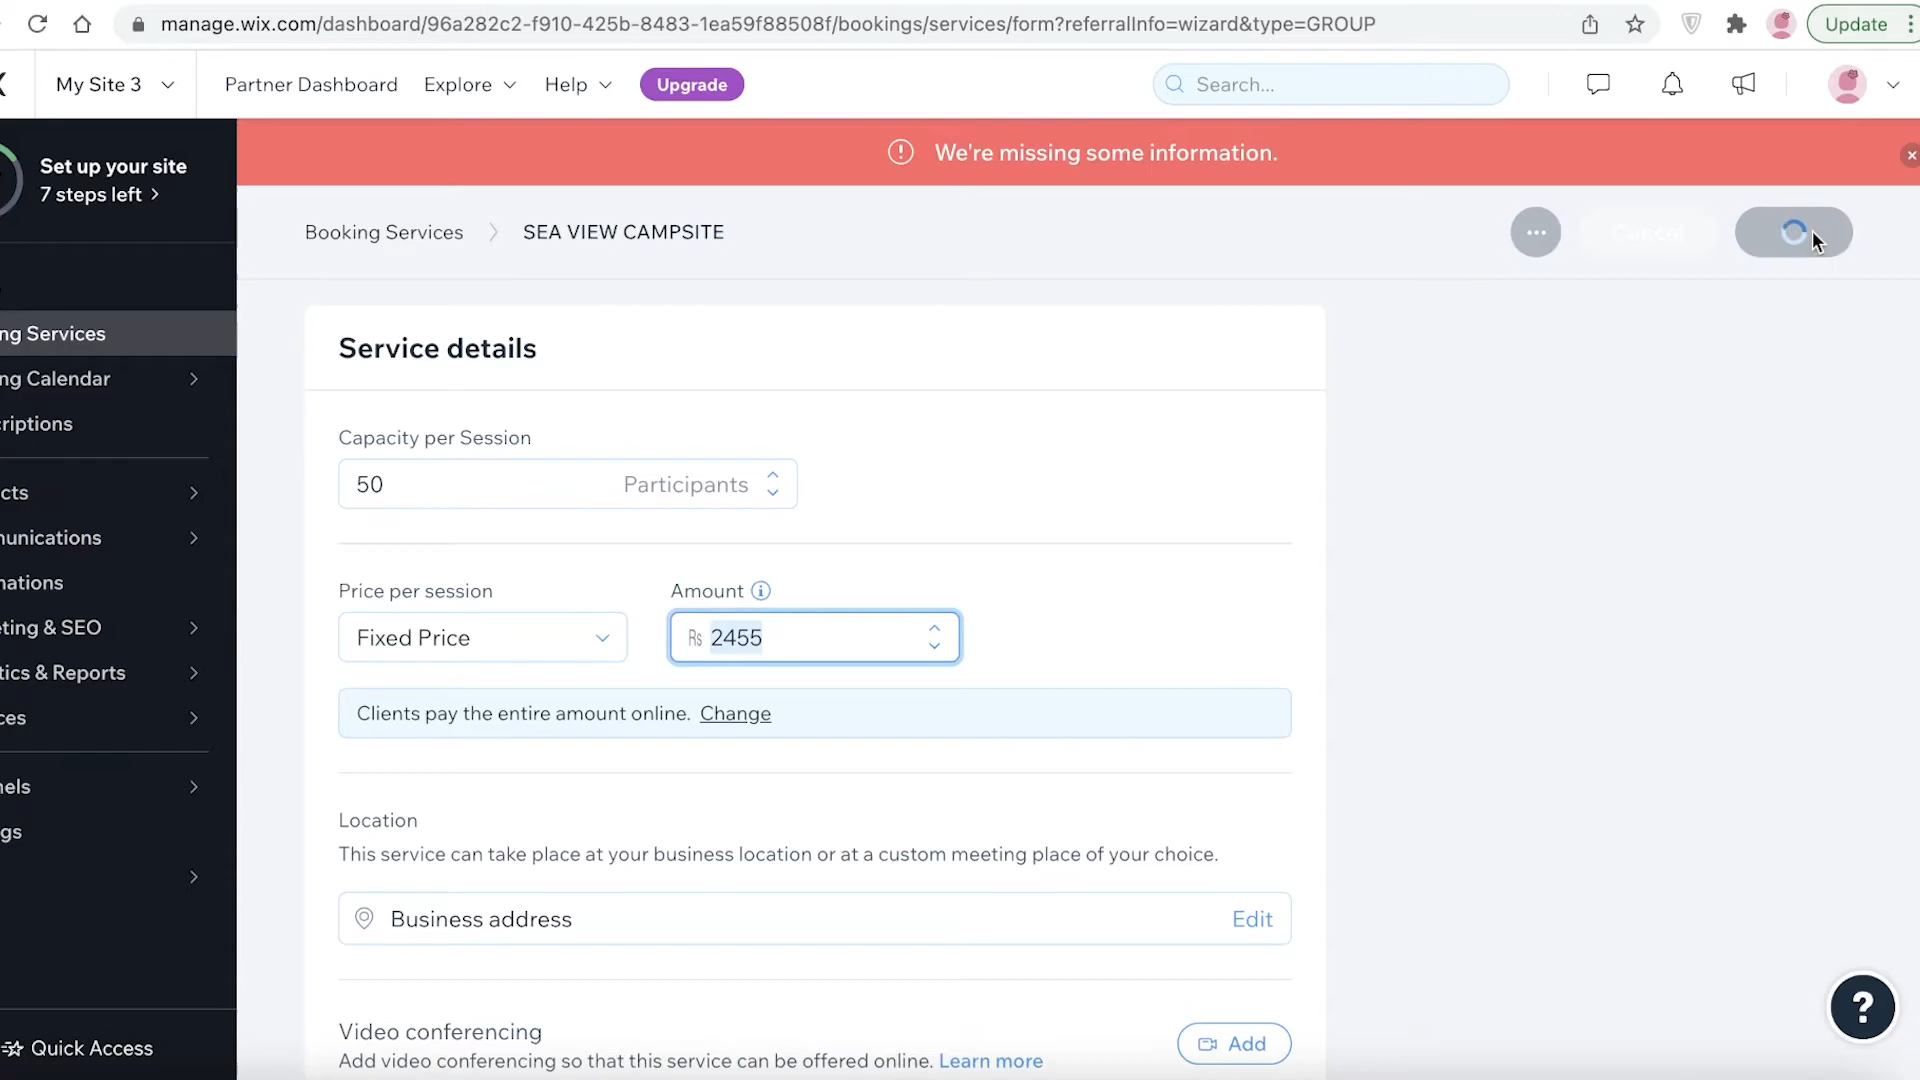 manage.wix.com/dashboard/96a282c2-f910-425b-8483-1ea59f88508f/bookings/services/form?referralInfo=wizard&type=GROUP
Update
My Site 3
Partner Dashboard
Explore
Help
Upgrade
Search...
Set up your site
7 steps left >
We're missing some information.
Booking Services
SEA VIEW CAMPSITE
Cancel
ng Services
ng Calendar
riptions
cts
unications
nations
ting & SEO
tics & Reports
ces
nels
gs
Quick Access
Service details
Capacity per Session
50 Participants
Price per session
Amount
Fixed Price
Rs 2455
Clients pay the entire amount online. Change
Location
This service can take place at your business location or at a custom meeting place of your choice.
Business address
Edit
Video conferencing
Add video conferencing so that this service can be offered online. Learn more
Add
?